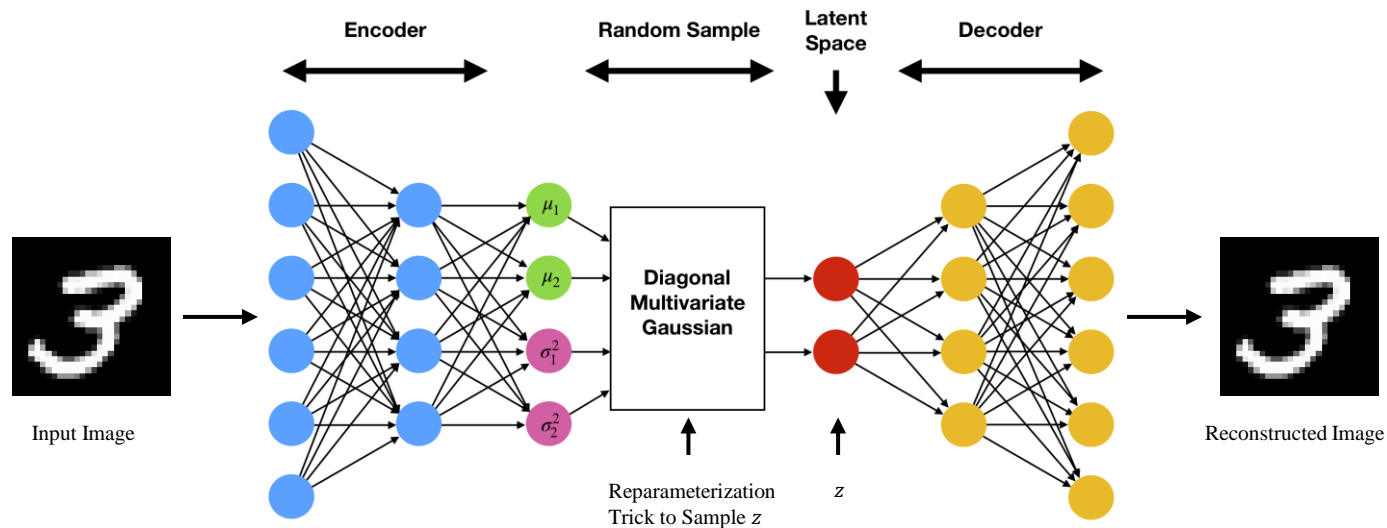 Encoder
Random Sample
Latent
Space
Decoder
μ₁
μ₂
σ₁²
σ₂²
Diagonal
Multivariate
Gaussian
Input Image
Reconstructed Image
Reparameterization
Trick to Sample z
z